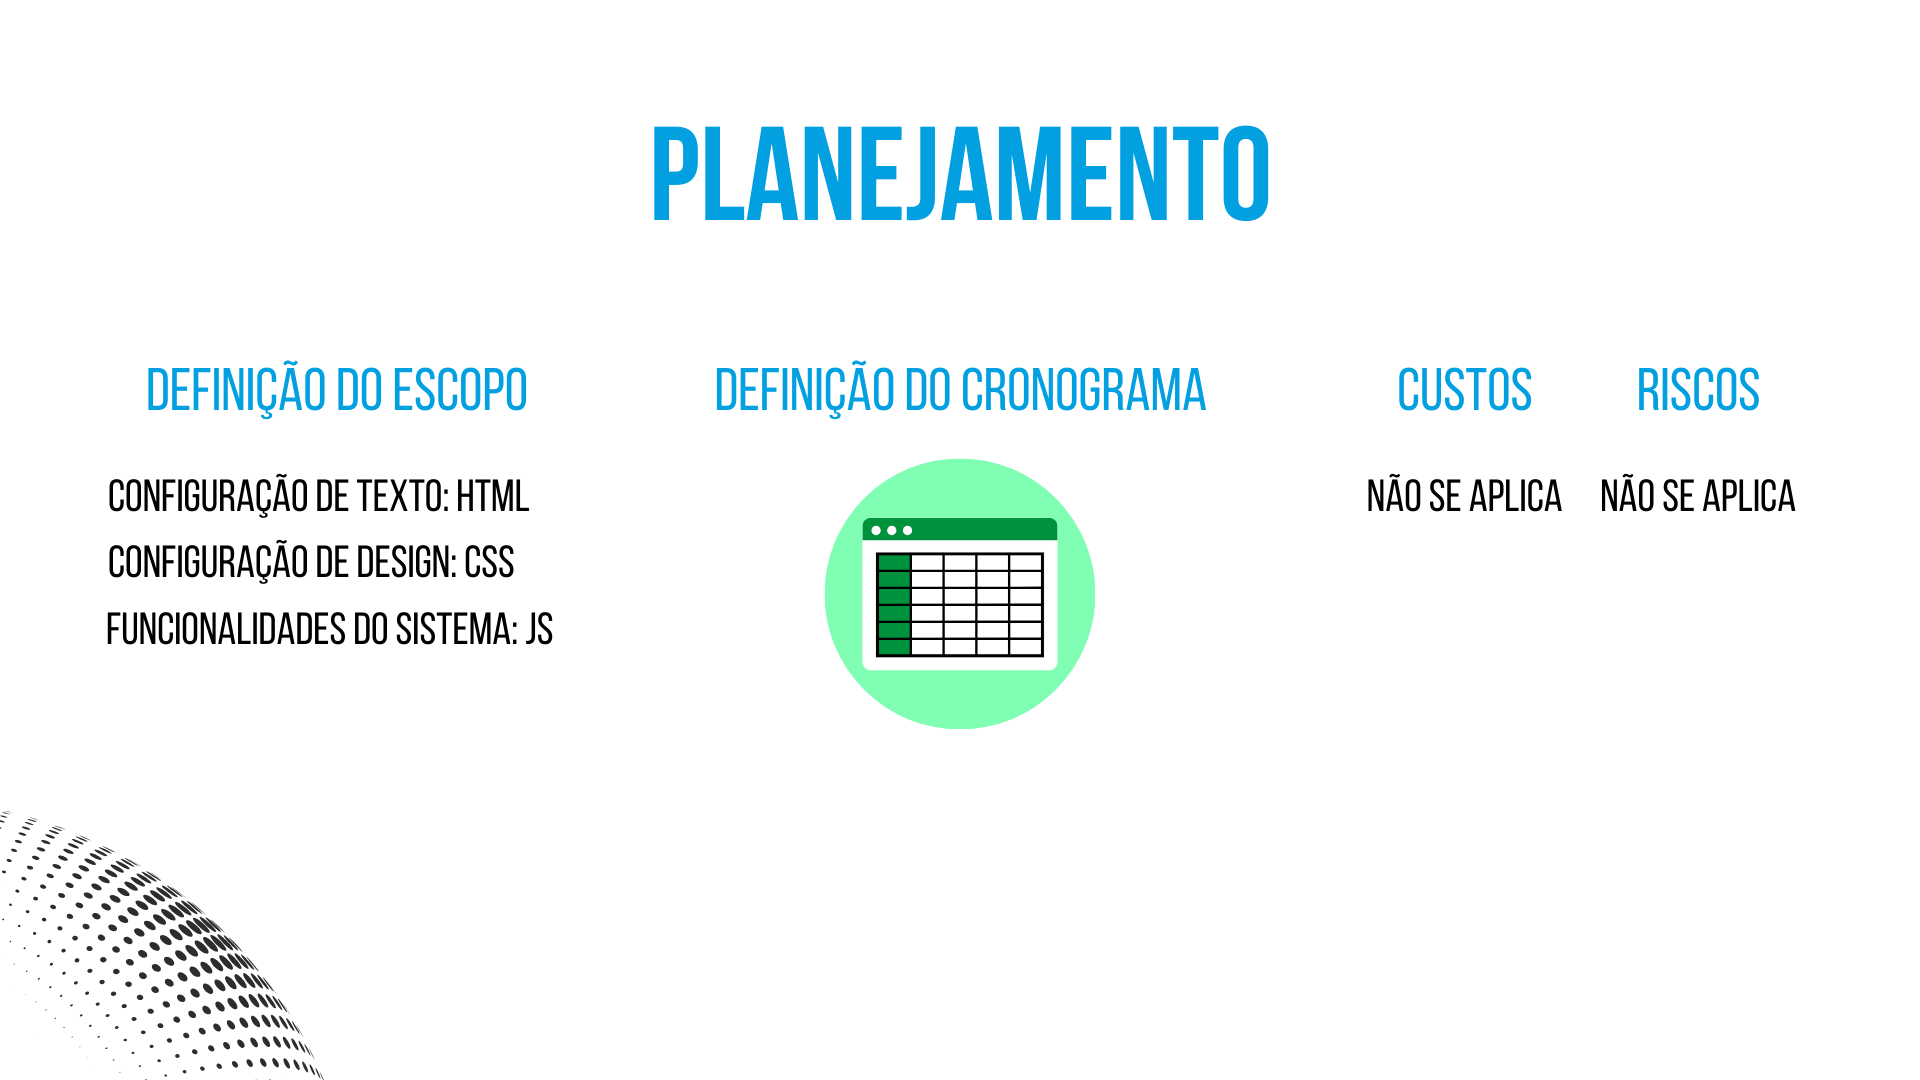 PLANEJAMENTO
DEFINIÇÃO DO ESCOPO
CONFIGURAÇÃO DE TEXTO: HTML
CONFIGURAÇÃO DE DESIGN: CSS
FUNCIONALIDADES DO SISTEMA: JS
DEFINIÇÃO DO CRONOGRAMA
CUSTOS
NÃO SE APLICA
RISCOS
NÃO SE APLICA